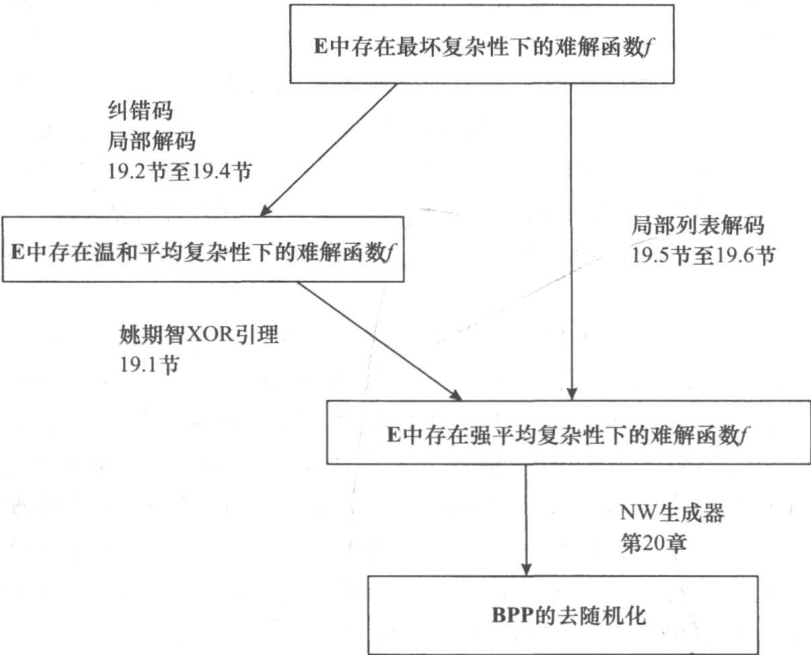 E中存在最坏复杂性下的难解函数f
纠错码
局部解码
19.2节至19.4节
局部列表解码
19.5节至19.6节
E中存在温和平均复杂性下的难解函数f
姚期智XOR引理
19.1节
E中存在强平均复杂性下的难解函数f
NW生成器
第20章
BPP的去随机化